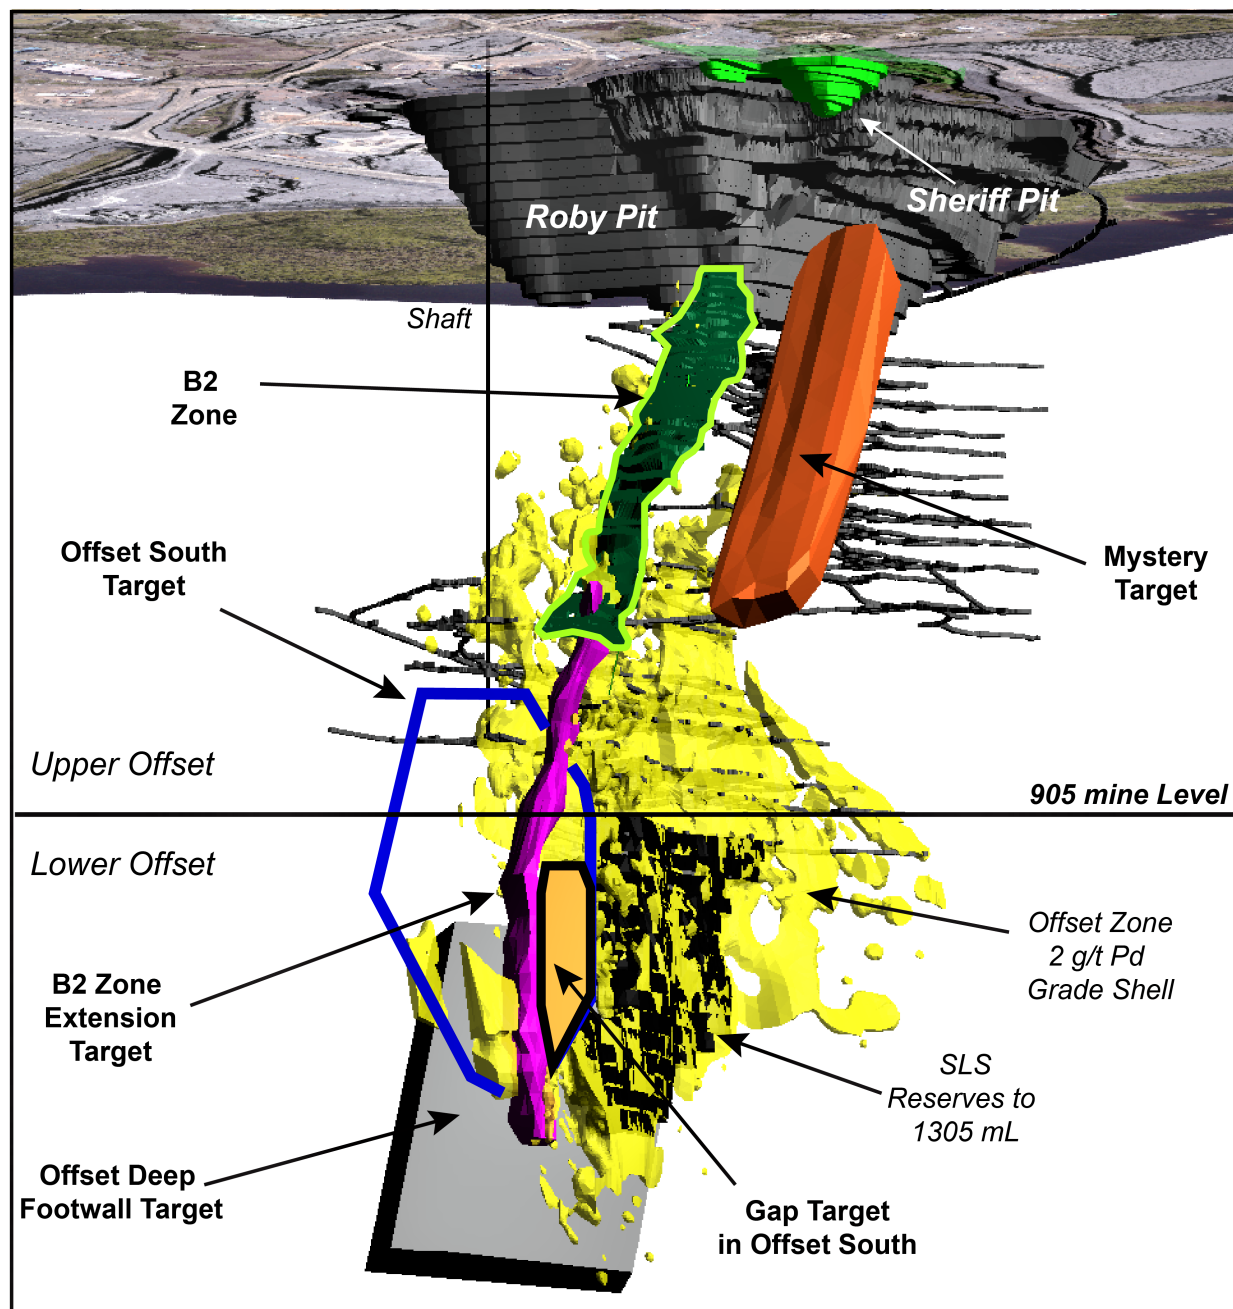 Roby Pit
Sheriff Pit
Shaft
B2
Zone
Offset South
Target
Mystery
Target
Upper Offset
905 mine Level
Lower Offset
Offset Zone
2 g/t Pd
Grade Shell
B2 Zone
Extension
Target
SLS
Reserves to
1305 mL
Offset Deep
Footwall Target
Gap Target
in Offset South